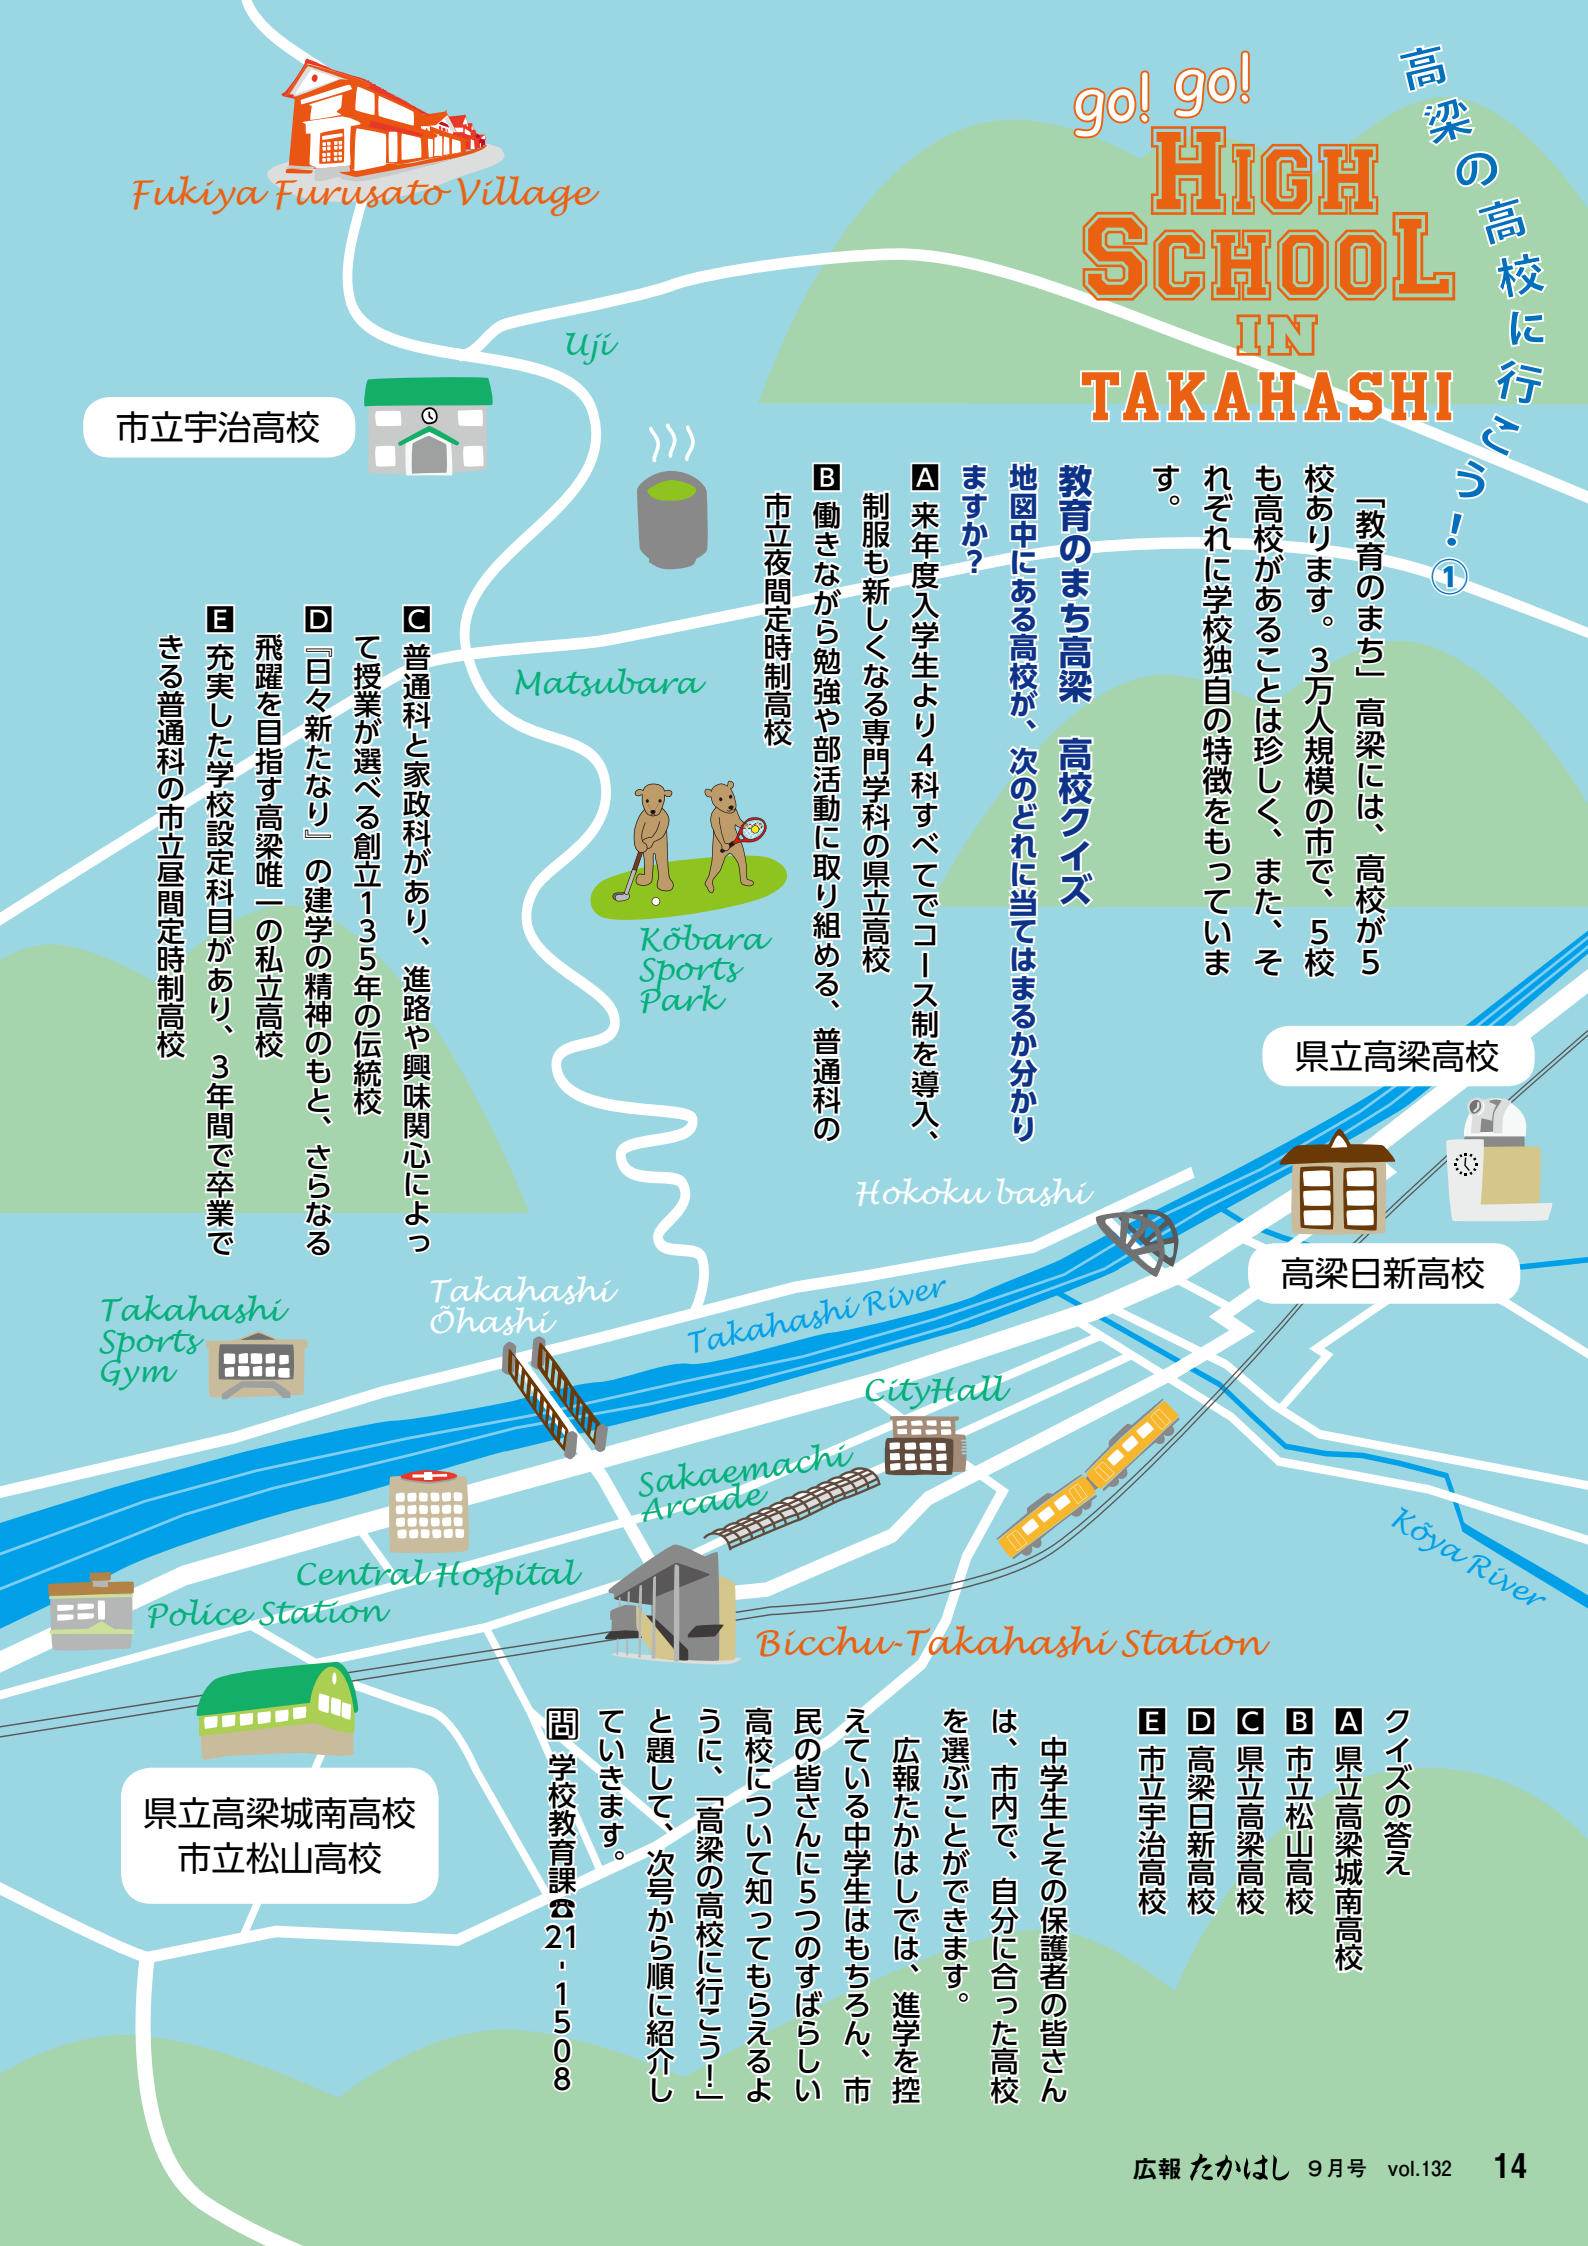 高梁の高校に行こう！①
go! go!
HIGH
SCHOOL
IN
TAKAHASHI
「教育のまち」高梁には、高校が５
校あります。３万人規模の市で、５校
も高校があることは珍しく、また、そ
れぞれに学校独自の特徴をもっていま
す。
教育のまち高梁　高校クイズ
地図中にある高校が、次のどれに当てはまるか分かり
ますか？
A 来年度入学生より４科すべてでコース制を導入、
制服も新しくなる専門学科の県立高校
B 働きながら勉強や部活動に取り組める、普通科の
市立夜間定時制高校
C 普通科と家政科があり、進路や興味関心によっ
て授業が選べる創立１３５年の伝統校
D 『日々新たなり』の建学の精神のもと、さらなる
飛躍を目指す高梁唯一の私立高校
E 充実した学校設定科目があり、３年間で卒業で
きる普通科の市立昼間定時制高校
Fukiya Furusato Village
Uji
市立宇治高校
Matsubara
Kõbara
Sports
Park
県立高梁高校
高梁日新高校
Hokoku bashi
Takahashi
Õhashi
Takahashi River
Takahashi
Sports
Gym
CityHall
Sakaemachi
Arcade
Central Hospital
Police Station
Kõya River
Bicchu-Takahashi Station
県立高梁城南高校
市立松山高校
クイズの答え
A 県立高梁城南高校
B 市立松山高校
C 県立高梁高校
D 高梁日新高校
E 市立宇治高校
中学生とその保護者の皆さん
は、市内で、自分に合った高校
を選ぶことができます。
広報たかはしでは、進学を控
えている中学生はもちろん、市
民の皆さんに５つのすばらしい
高校について知ってもらえるよ
うに、「高梁の高校に行こう！」
と題して、次号から順に紹介し
ていきます。
問 学校教育課☎21-１５０８
広報 たかはし ９月号 vol.132 14